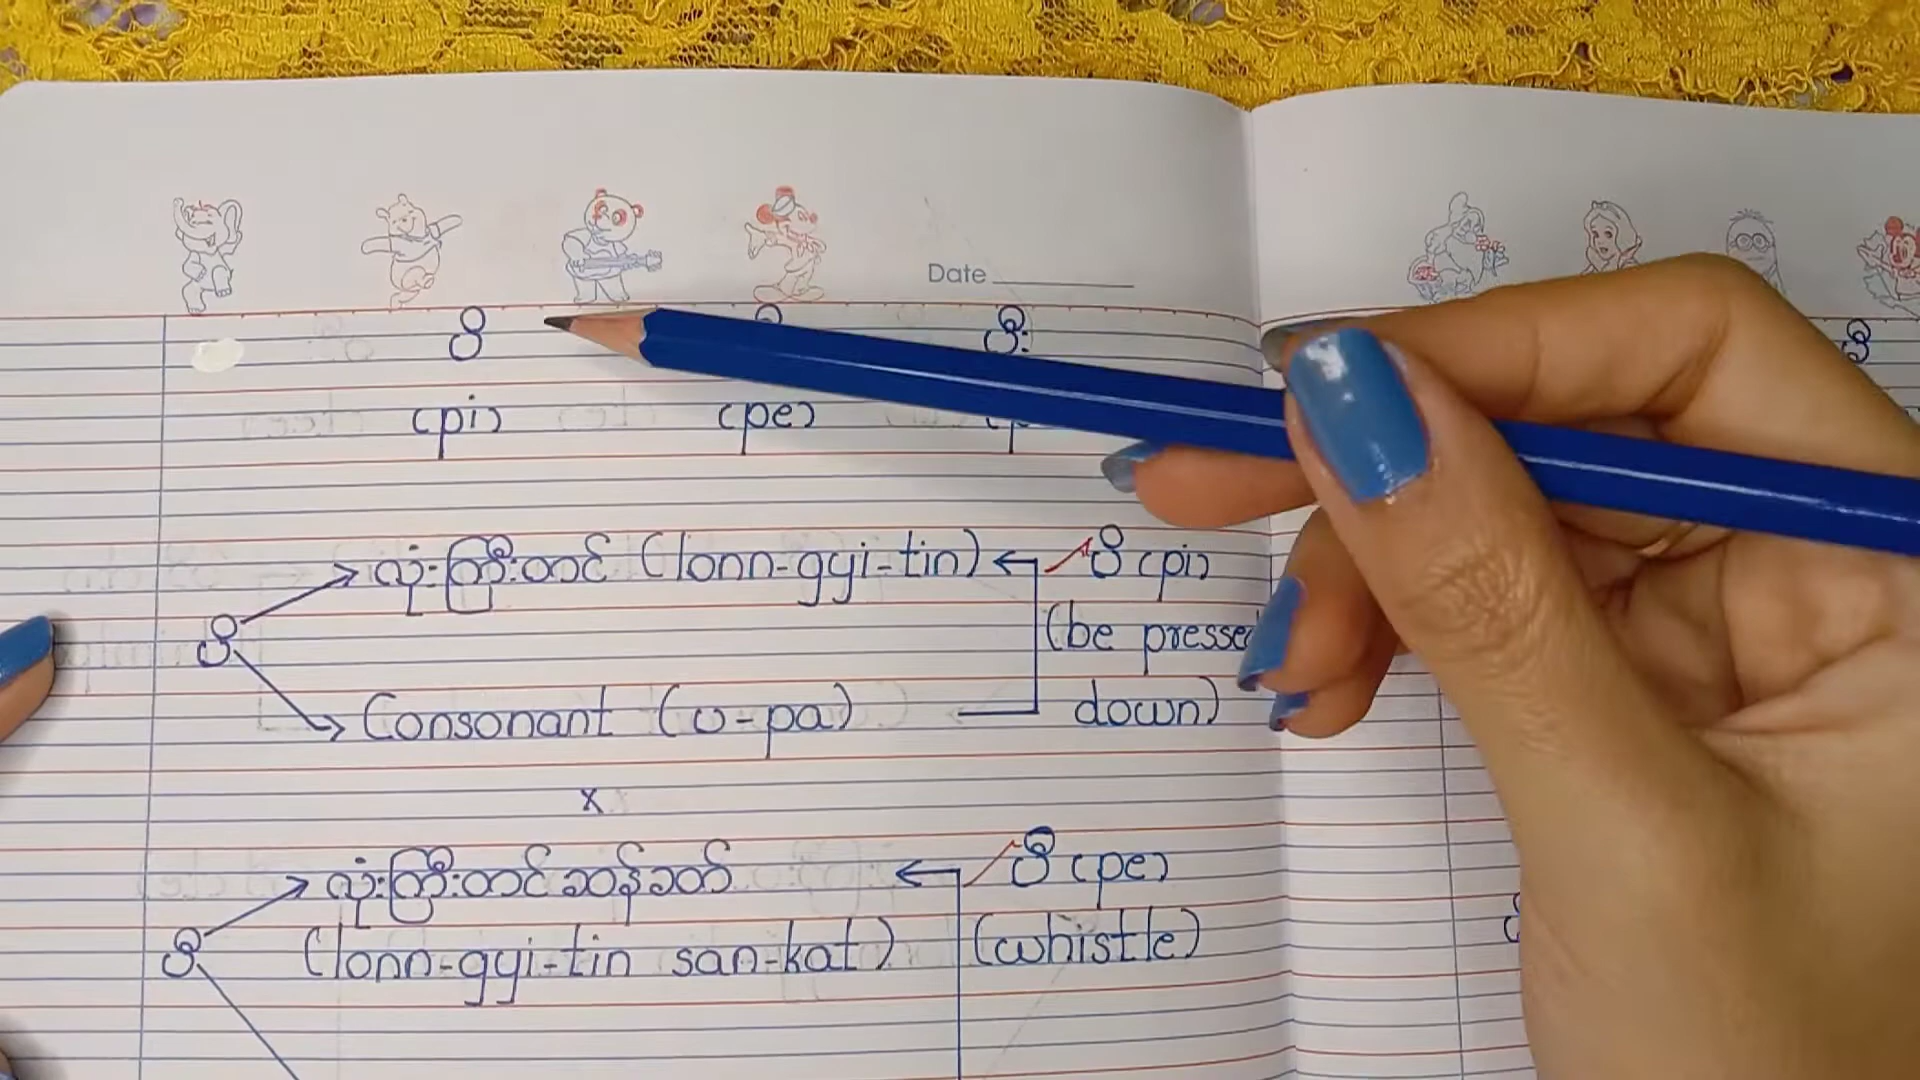 Date
ပိ ပိး
(pi) (pe)
လုံးကြီးတင် (lonn-gyi-tin) ပိ (pi)
ပိ (be pressed
Consonant (ပ-pa) down)
x
လုံးကြီးတင်ဆန်ခတ် ပီ (pe)
ပီ (lonn-gyi-tin san-kat) (whistle)